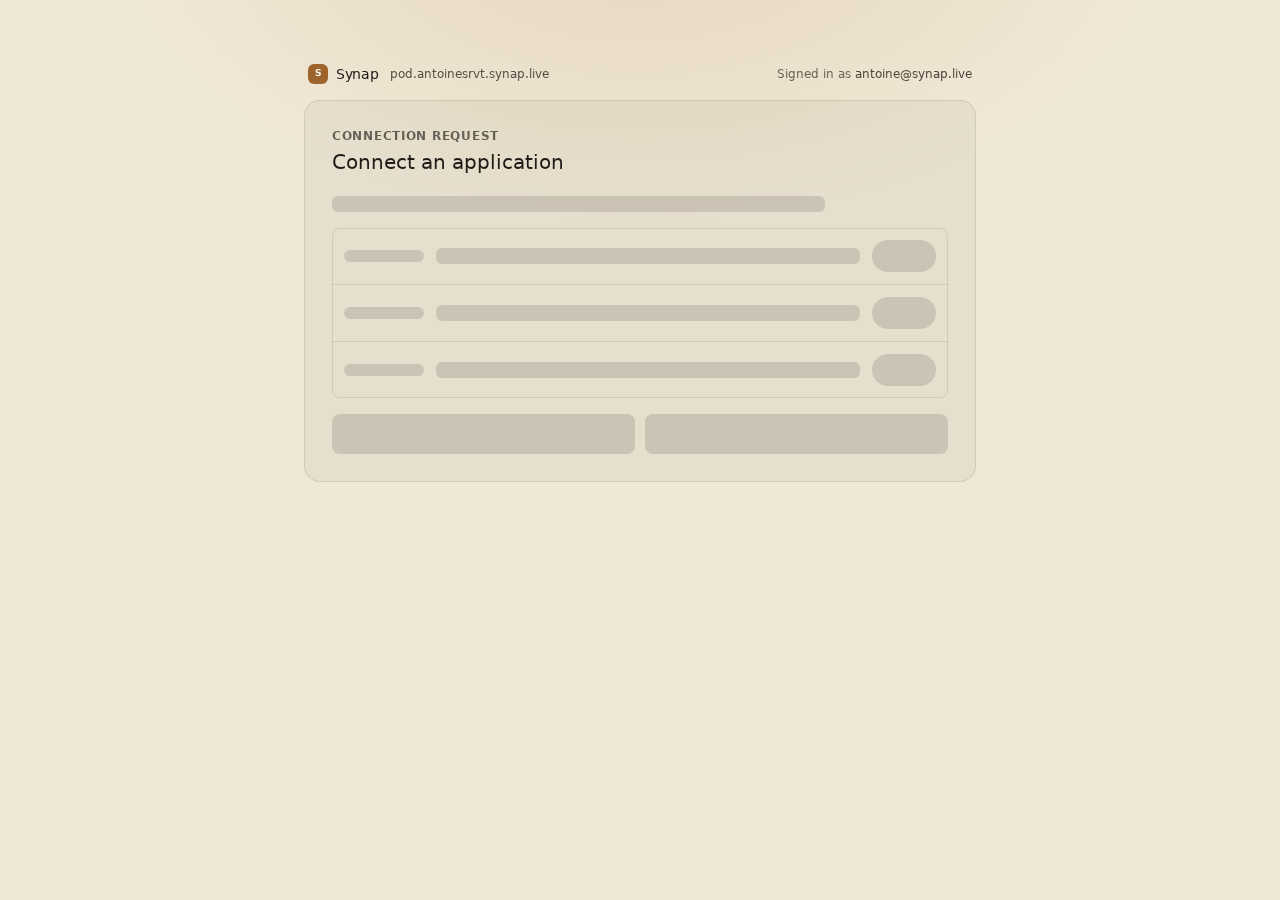 S Synap pod.antoinesrvt.synap.live Signed in as antoine@synap.live
CONNECTION REQUEST
Connect an application